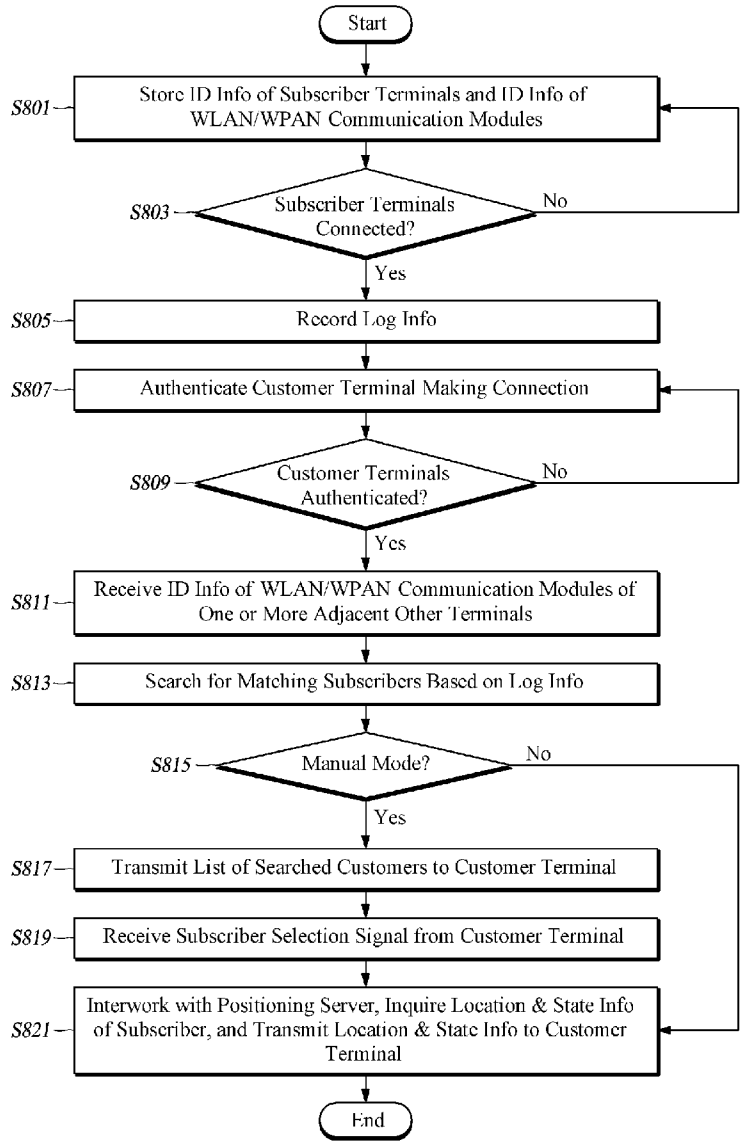 Start
S801
Store ID Info of Subscriber Terminals and ID Info of
WLAN/WPAN Communication Modules
S803
Subscriber Terminals
Connected?
No
Yes
S805
Record Log Info
S807
Authenticate Customer Terminal Making Connection
S809
Customer Terminals
Authenticated?
No
Yes
S811
Receive ID Info of WLAN/WPAN Communication Modules of
One or More Adjacent Other Terminals
S813
Search for Matching Subscribers Based on Log Info
S815
Manual Mode?
No
Yes
S817
Transmit List of Searched Customers to Customer Terminal
S819
Receive Subscriber Selection Signal from Customer Terminal
S821
Interwork with Positioning Server, Inquire Location & State Info
of Subscriber, and Transmit Location & State Info to Customer
Terminal
End